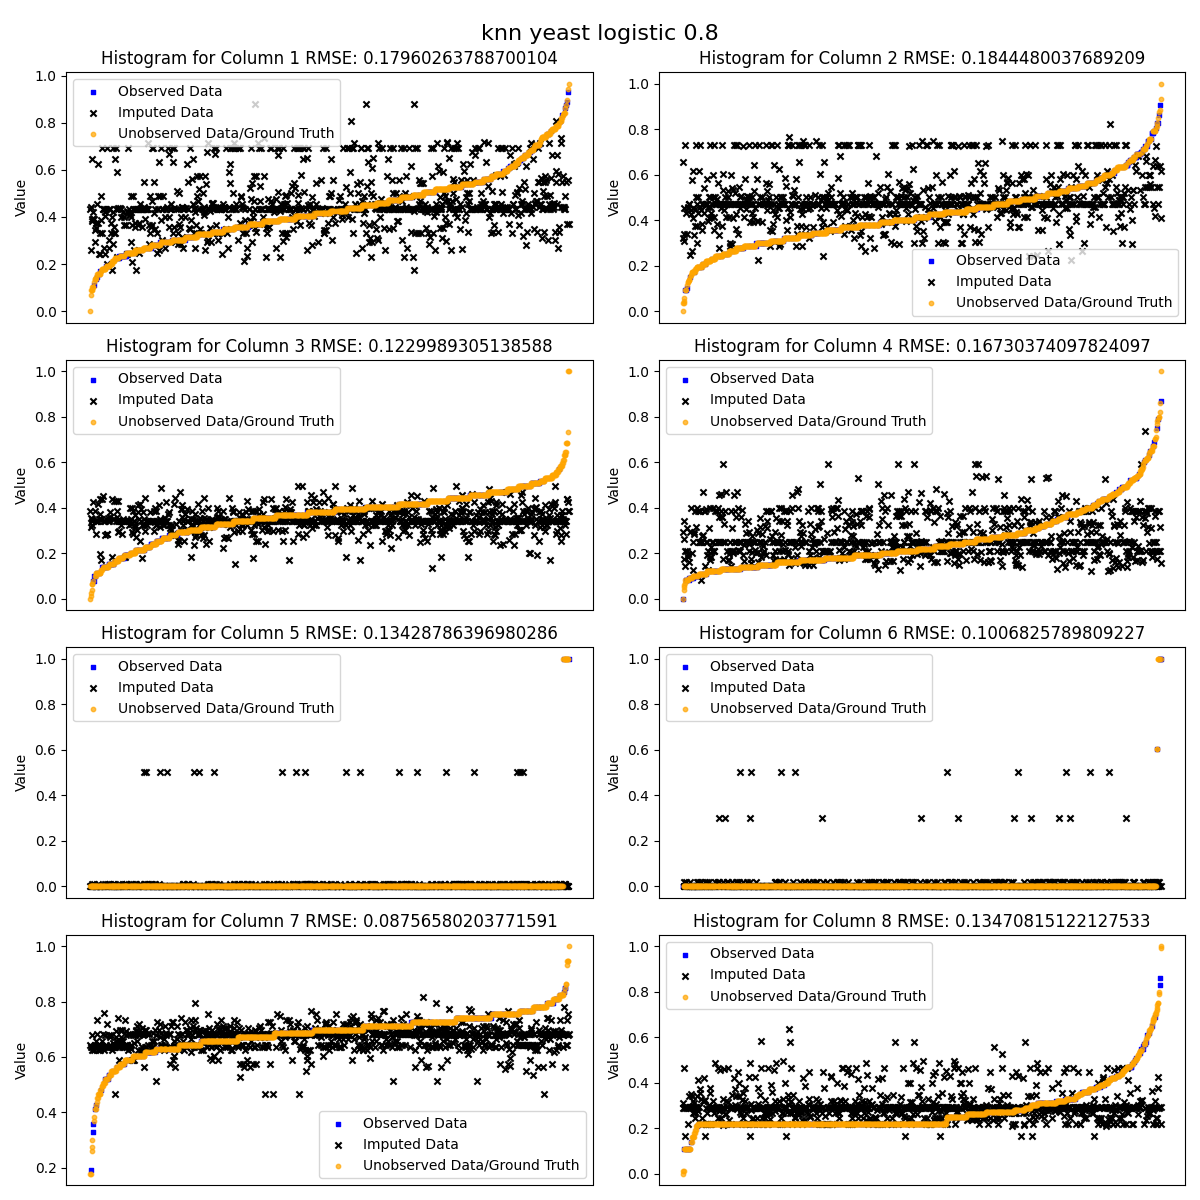 knn yeast logistic 0.8
Histogram for Column 1 RMSE: 0.17960263788700104
Value
1.0
0.8
0.6
0.4
0.2
0.0
Observed Data
Imputed Data
Unobserved Data/Ground Truth
Histogram for Column 2 RMSE: 0.1844480037689209
Value
1.0
0.8
0.6
0.4
0.2
0.0
Observed Data
Imputed Data
Unobserved Data/Ground Truth
Histogram for Column 3 RMSE: 0.1229989305138588
Value
1.0
0.8
0.6
0.4
0.2
0.0
Observed Data
Imputed Data
Unobserved Data/Ground Truth
Histogram for Column 4 RMSE: 0.16730374097824097
Value
1.0
0.8
0.6
0.4
0.2
0.0
Observed Data
Imputed Data
Unobserved Data/Ground Truth
Histogram for Column 5 RMSE: 0.13428786396980286
Value
1.0
0.8
0.6
0.4
0.2
0.0
Observed Data
Imputed Data
Unobserved Data/Ground Truth
Histogram for Column 6 RMSE: 0.1006825789809227
Value
1.0
0.8
0.6
0.4
0.2
0.0
Observed Data
Imputed Data
Unobserved Data/Ground Truth
Histogram for Column 7 RMSE: 0.08756580203771591
Value
1.0
0.8
0.6
0.4
0.2
Observed Data
Imputed Data
Unobserved Data/Ground Truth
Histogram for Column 8 RMSE: 0.13470815122127533
Value
1.0
0.8
0.6
0.4
0.2
0.0
Observed Data
Imputed Data
Unobserved Data/Ground Truth